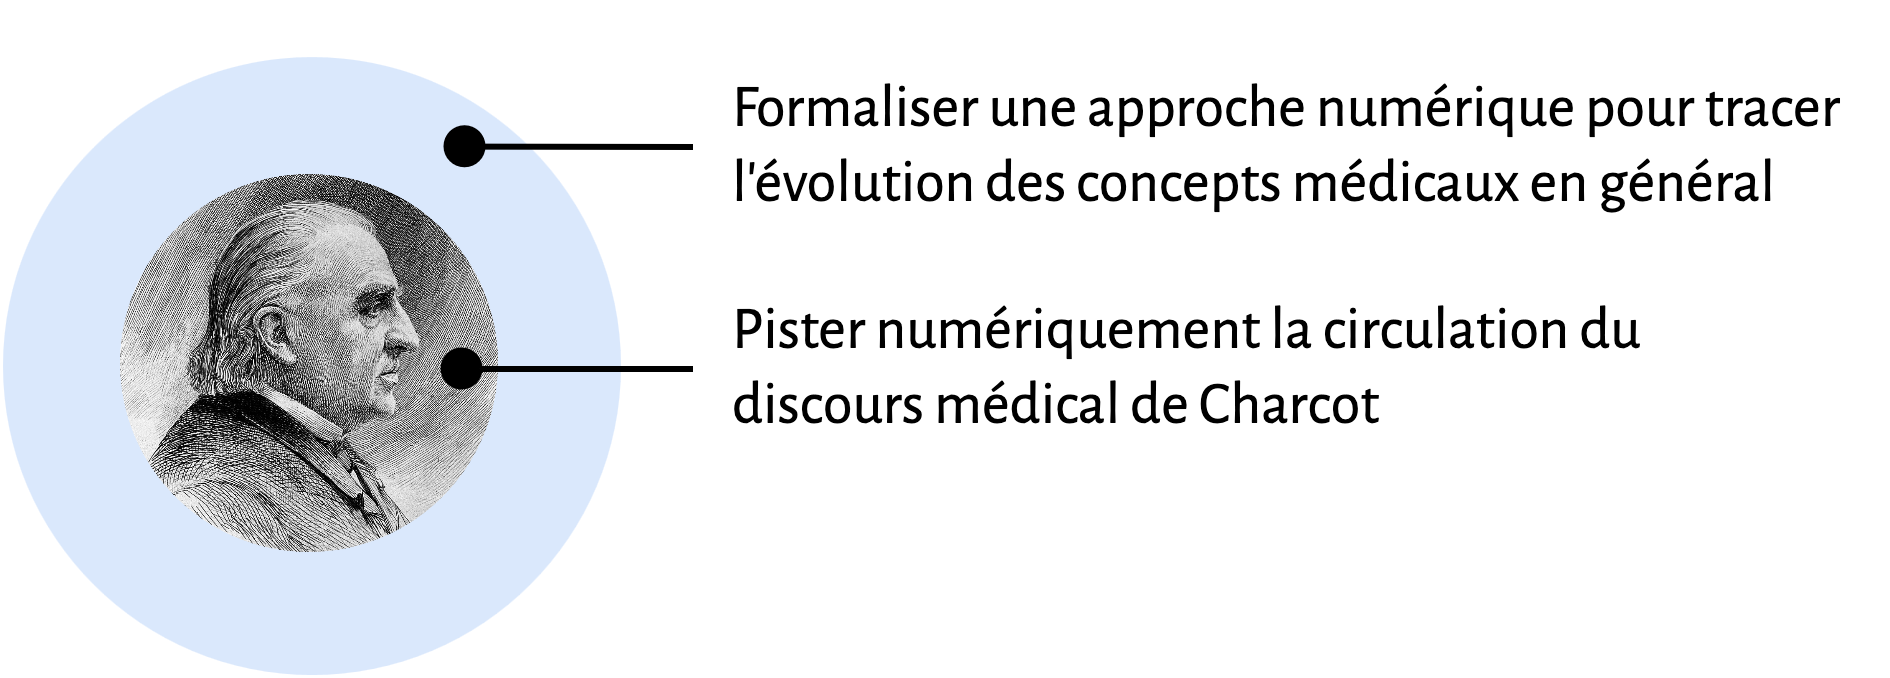 Formaliser une approche numérique pour tracer
l'évolution des concepts médicaux en général
Pister numériquement la circulation du
discours médical de Charcot